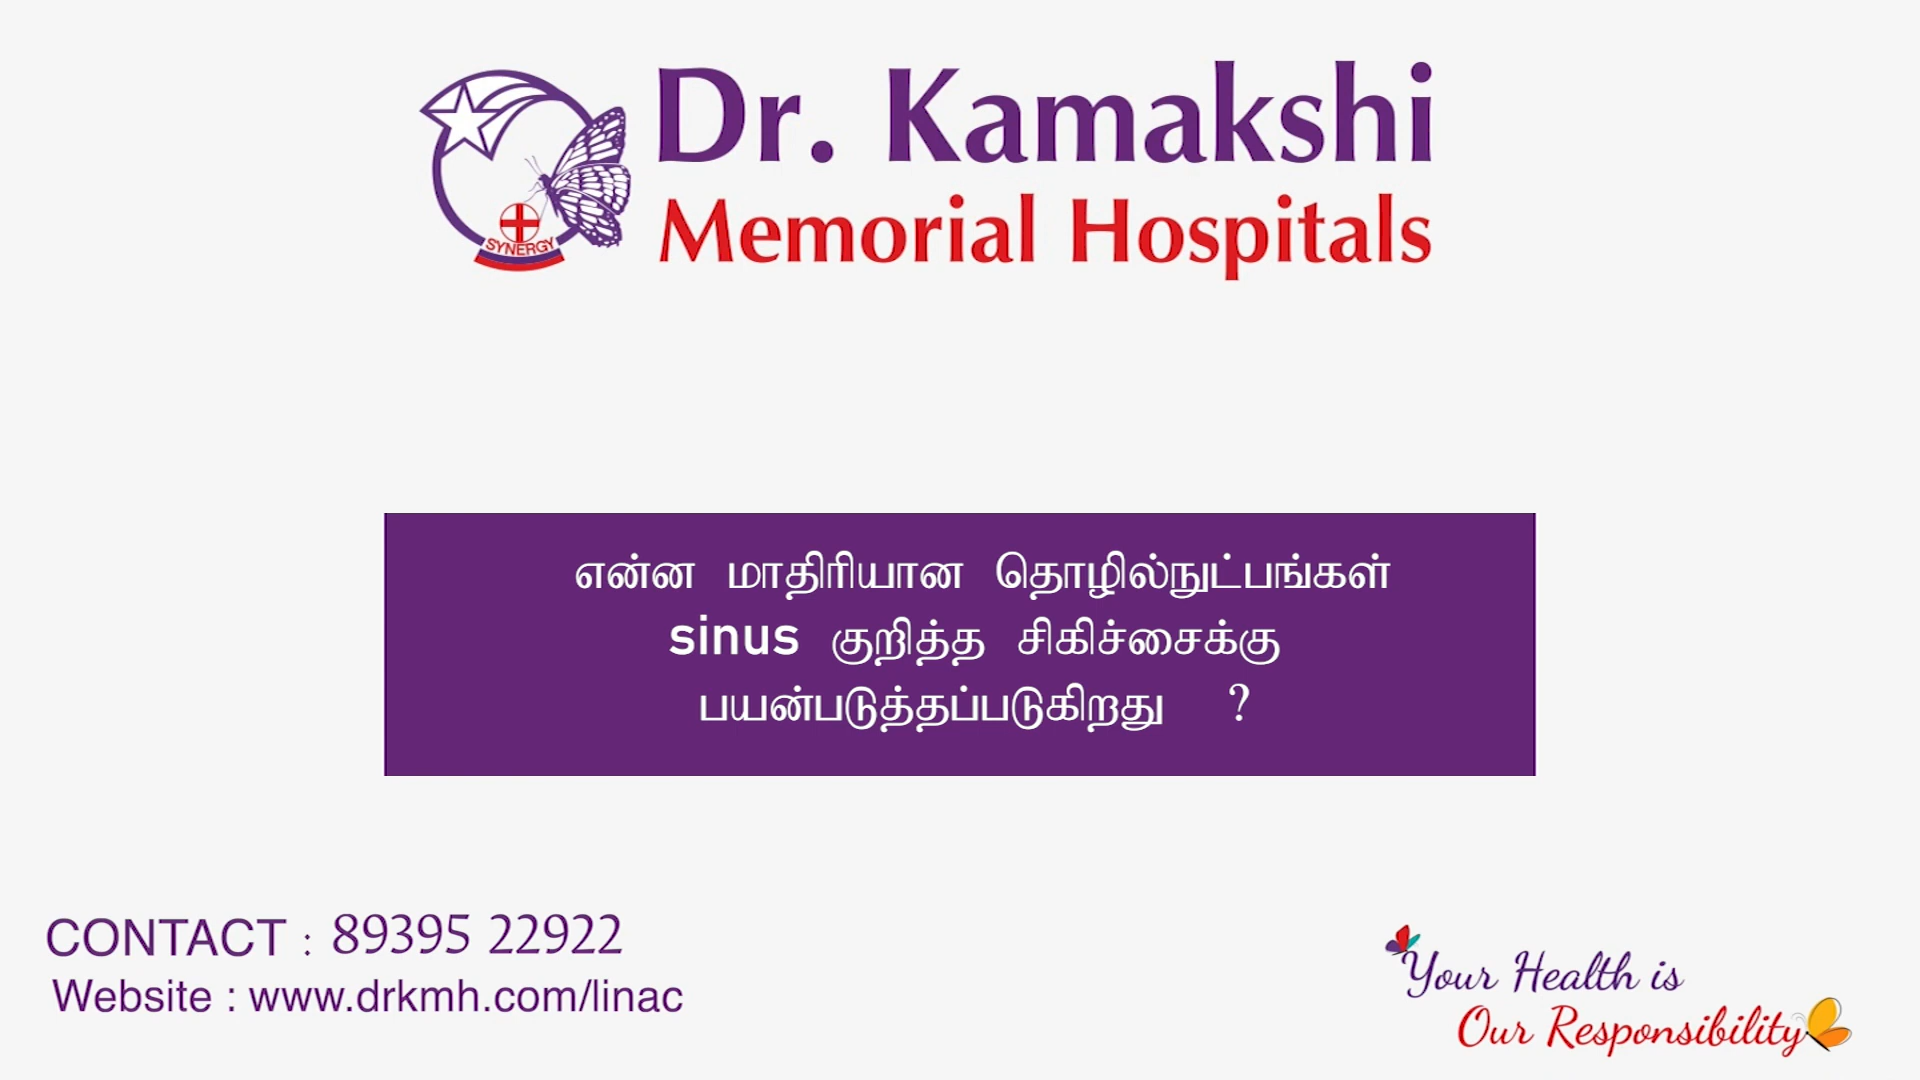 Dr. Kamakshi
Memorial Hospitals
SYNERGY
என்ன மாதிரியான தொழில்நுட்பங்கள்
sinus குறித்த சிகிச்சைக்கு
பயன்படுத்தப்படுகிறது ?
CONTACT : 89395 22922
Website : www.drkmh.com/linac
Your Health is
Our Responsibility